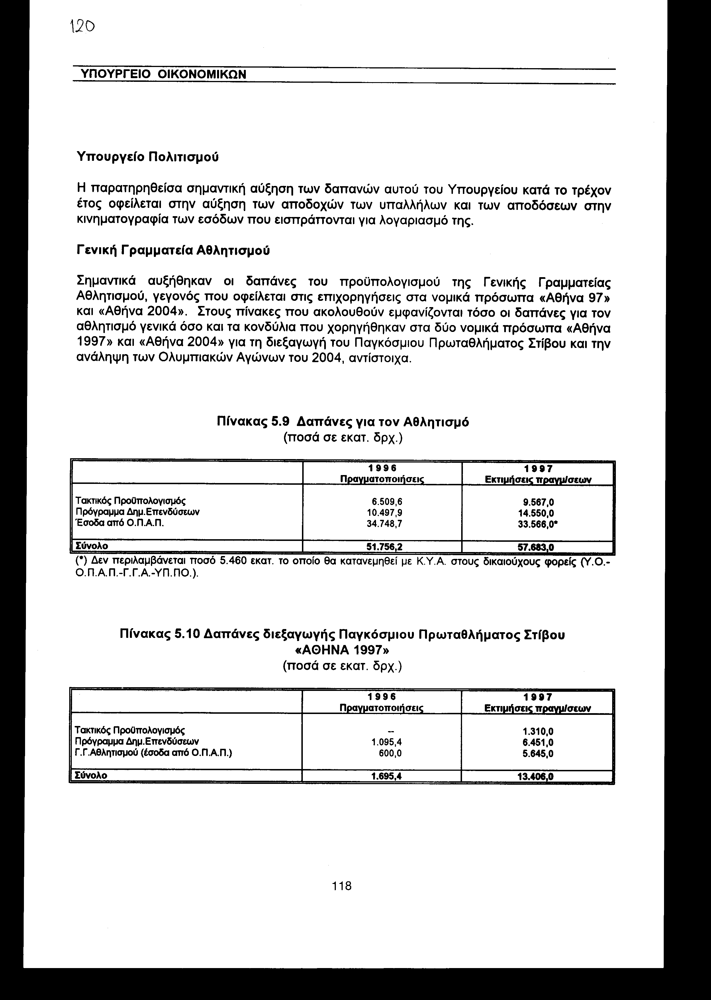 120
ΥΠΟΥΡΓΕΙΟ ΟΙΚΟΝΟΜΙΚΩΝ
Υπουργείο Πολιτισμού
Η παρατηρηθείσα σημαντική αύξηση των δαπανών αυτού του Υπουργείου κατά το τρέχον
έτος οφείλεται στην αύξηση των αποδοχών των υπαλλήλων και των αποδόσεων στην
κινηματογραφία των εσόδων που εισπράττονται για λογαριασμό της.
Γενική Γραμματεία Αθλητισμού
Σημαντικά αυξήθηκαν οι δαπάνες του προϋπολογισμού της Γενικής Γραμματείας
Αθλητισμού, γεγονός που οφείλεται στις επιχορηγήσεις στα νομικά πρόσωπα «Αθήνα 97»
και «Αθήνα 2004». Στους πίνακες που ακολουθούν εμφανίζονται τόσο οι δαπάνες για τον
αθλητισμό γενικά όσο και τα κονδύλια που χορηγήθηκαν στα δύο νομικά πρόσωπα «Αθήνα
1997» και «Αθήνα 2004» για τη διεξαγωγή του Παγκόσμιου Πρωταθλήματος Στίβου και την
ανάληψη των Ολυμπιακών Αγώνων του 2004, αντίστοιχα.
Πίνακας 5.9 Δαπάνες για τον Αθλητισμό
(ποσά σε εκατ. δρχ.)
1996 1997
Πραγματοποιήσεις Εκτιμήσεις πραγμ/σεων
Τακτικός Προϋπολογισμός 6.509,6 9.567,0
Πρόγραμμα Δημ.Επενδύσεων 10.497,9 14.550,0
Έσοδα από Ο.Π.Α.Π. 34.748,7 33.566,0*
Σύνολο 51.756,2 57.683,0
(*) Δεν περιλαμβάνεται ποσό 5.460 εκατ. το οποίο θα κατανεμηθεί με Κ.Υ.Α. στους δικαιούχους φορείς (Υ.Ο.-
Ο.Π.Α.Π.-Γ.Γ.Α.-ΥΠ.ΠΟ.).
Πίνακας 5.10 Δαπάνες διεξαγωγής Παγκόσμιου Πρωταθλήματος Στίβου
«ΑΘΗΝΑ 1997»
(ποσά σε εκατ. δρχ.)
1996 1997
Πραγματοποιήσεις Εκτιμήσεις πραγμ/σεων
Τακτικός Προϋπολογισμός -- 1.310,0
Πρόγραμμα Δημ.Επενδύσεων 1.095,4 6.451,0
Γ.Γ.Αθλητισμού (έσοδα από Ο.Π.Α.Π.) 600,0 5.645,0
Σύνολο 1.695,4 13.406,0
118